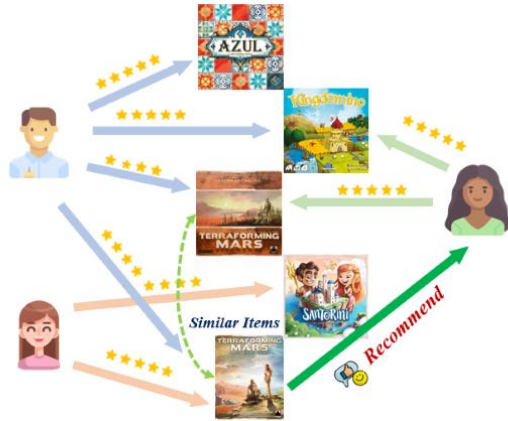 AZUL
Kingdomino
TERRAFORMING
MARS
SANTORINI
Similar Items
TERRAFORMING
MARS
Recommend